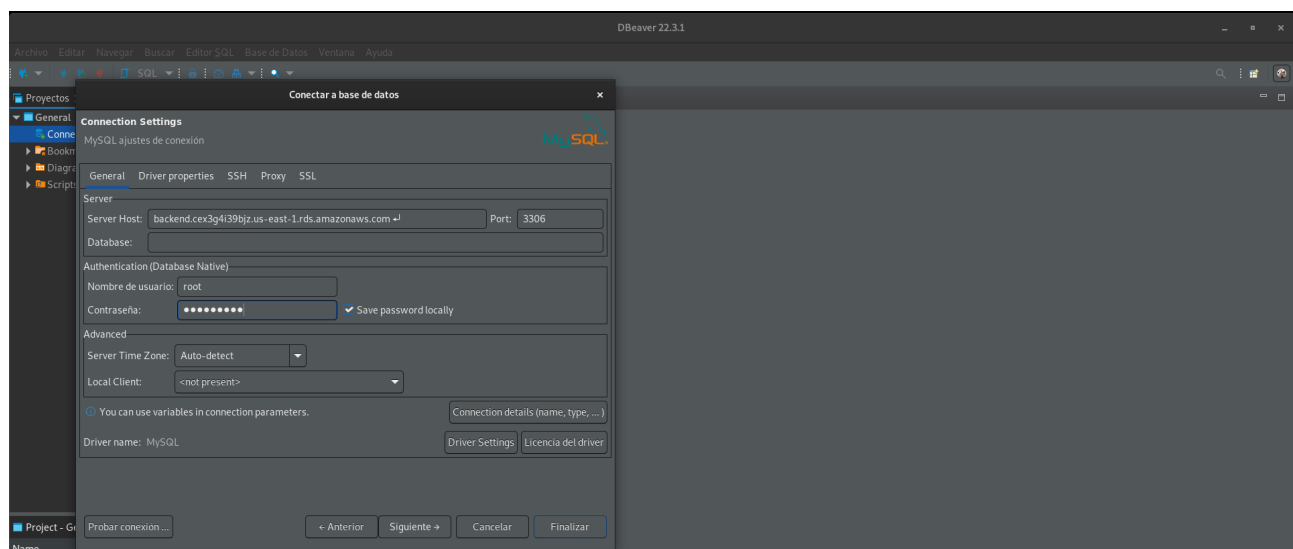 DBeaver 22.3.1
Archivo Editar Navegar Buscar Editor SQL Base de Datos Ventana Ayuda
SQL
Proyectos
Conectar a base de datos
General
Conne
Bookm
Diagra
Script
Connection Settings
MySQL ajustes de conexión
MySQL
General Driver properties SSH Proxy SSL
Server
Server Host: backend.cex3g4i39bjz.us-east-1.rds.amazonaws.com ↵ Port: 3306
Database:
Authentication (Database Native)
Nombre de usuario: root
Contraseña: ●●●●●●●●● Save password locally
Advanced
Server Time Zone: Auto-detect
Local Client: <not present>
You can use variables in connection parameters. Connection details (name, type, ... )
Driver name: MySQL Driver Settings Licencia del driver
Probar conexión ... ← Anterior Siguiente → Cancelar Finalizar
Project - Ge
Name